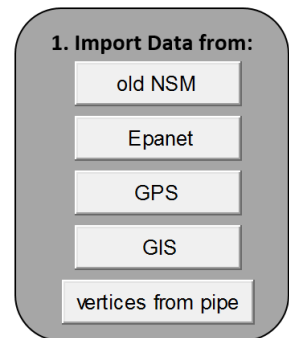 1. Import Data from:
old NSM
Epanet
GPS
GIS
vertices from pipe